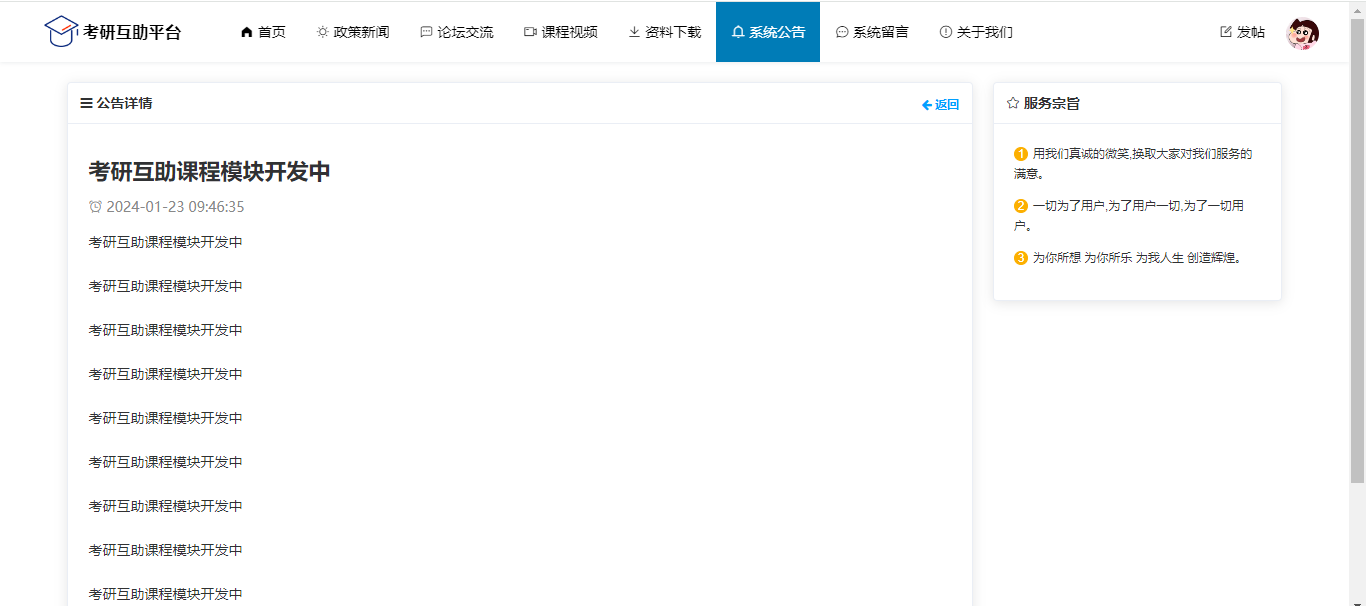 考研互助平台
首页
政策新闻
论坛交流
课程视频
资料下载
系统公告
系统留言
关于我们
发帖
公告详情
返回
考研互助课程模块开发中
2024-01-23 09:46:35
考研互助课程模块开发中
考研互助课程模块开发中
考研互助课程模块开发中
考研互助课程模块开发中
考研互助课程模块开发中
考研互助课程模块开发中
考研互助课程模块开发中
考研互助课程模块开发中
考研互助课程模块开发中
服务宗旨
1 用我们真诚的微笑,换取大家对我们服务的
满意。
2 一切为了用户,为了用户一切,为了一切用
户。
3 为你所想 为你所乐 为我人生 创造辉煌。